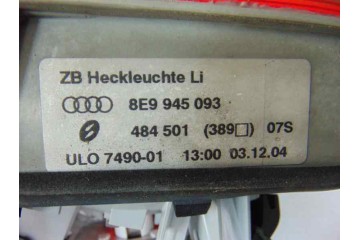 ZB Heckleuchte Li
8E9 945 093
484 501 (389□) 07S
ULO 7490-01 13:00 03.12.04